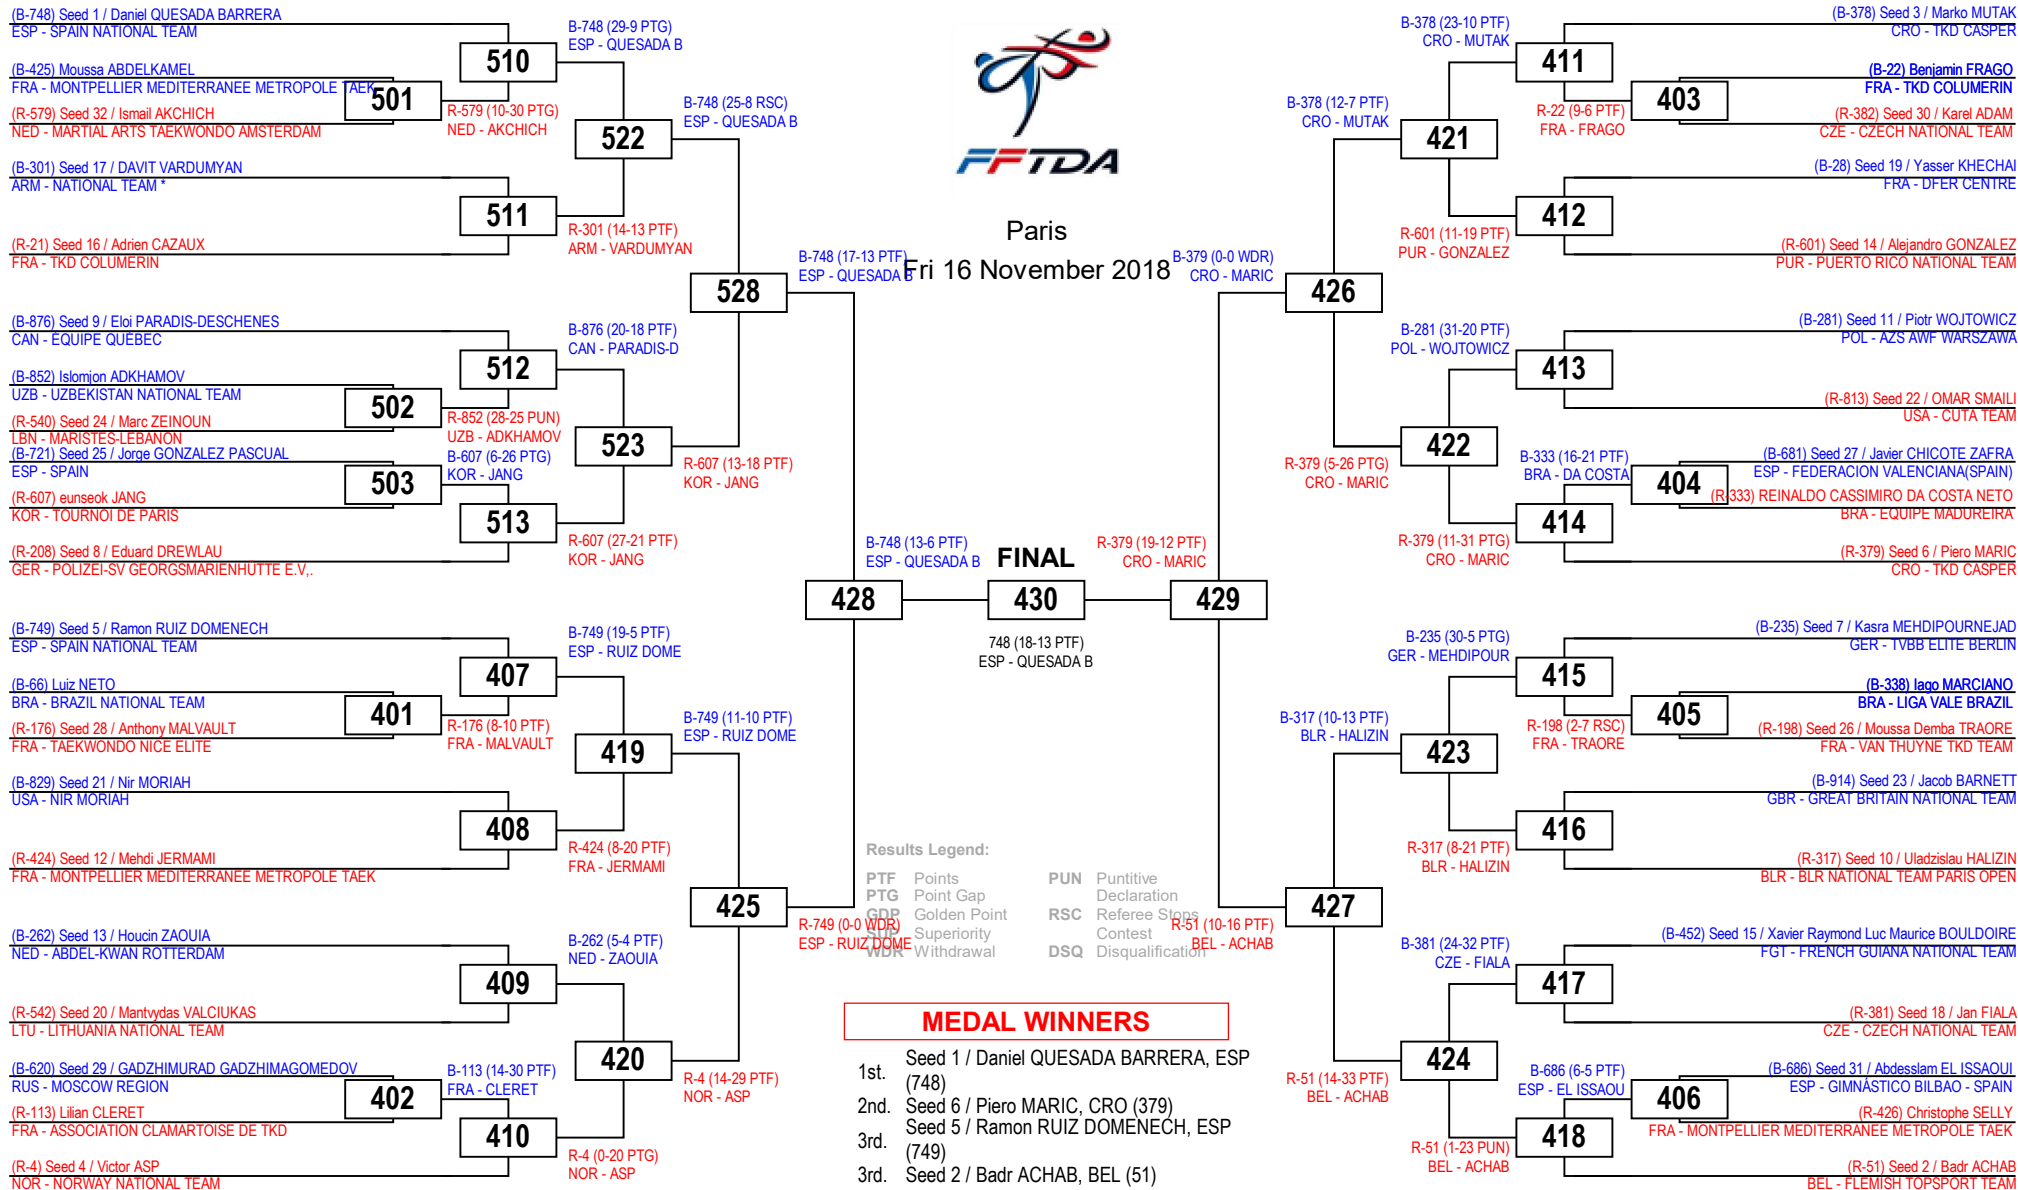 (B-748) Seed 1 / Daniel QUESADA BARRERA
ESP - SPAIN NATIONAL TEAM
(B-425) Moussa ABDELKAMEL
FRA - MONTPELLIER MEDITERRANEE METROPOLE TAEK
(R-579) Seed 32 / Ismail AKCHICH
NED - MARTIAL ARTS TAEKWONDO AMSTERDAM
(B-301) Seed 17 / DAVIT VARDUMYAN
ARM - NATIONAL TEAM *
(R-21) Seed 16 / Adrien CAZAUX
FRA - TKD COLUMERIN
(B-876) Seed 9 / Eloi PARADIS-DESCHENES
CAN - ÉQUIPE QUÉBEC
(B-852) Islomjon ADKHAMOV
UZB - UZBEKISTAN NATIONAL TEAM
(R-540) Seed 24 / Marc ZEINOUN
LBN - MARISTES-LEBANON
(B-721) Seed 25 / Jorge GONZALEZ PASCUAL
ESP - SPAIN
(R-607) eunseok JANG
KOR - TOURNOI DE PARIS
(R-208) Seed 8 / Eduard DREWLAU
GER - POLIZEI-SV GEORGSMARIENHÜTTE E.V,.
(B-749) Seed 5 / Ramon RUIZ DOMENECH
ESP - SPAIN NATIONAL TEAM
(B-66) Luiz NETO
BRA - BRAZIL NATIONAL TEAM
(R-176) Seed 28 / Anthony MALVAULT
FRA - TAEKWONDO NICE ELITE
(B-829) Seed 21 / Nir MORIAH
USA - NIR MORIAH
(R-424) Seed 12 / Mehdi JERMAMI
FRA - MONTPELLIER MEDITERRANEE METROPOLE TAEK
(B-262) Seed 13 / Houcin ZAOUIA
NED - ABDEL-KWAN ROTTERDAM
(R-542) Seed 20 / Mantvydas VALCIUKAS
LTU - LITHUANIA NATIONAL TEAM
(B-620) Seed 29 / GADZHIMURAD GADZHIMAGOMEDOV
RUS - MOSCOW REGION
(R-113) Lilian CLERET
FRA - ASSOCIATION CLAMARTOISE DE TKD
(R-4) Seed 4 / Victor ASP
NOR - NORWAY NATIONAL TEAM
501
502
503
401
402
R-579 (10-30 PTG)
NED - AKCHICH
R-852 (28-25 PUN)
UZB - ADKHAMOV
B-607 (6-26 PTG)
KOR - JANG
R-176 (8-10 PTF)
FRA - MALVAULT
B-113 (14-30 PTF)
FRA - CLERET
510
511
512
513
407
408
409
410
B-748 (29-9 PTG)
ESP - QUESADA B
R-301 (14-13 PTF)
ARM - VARDUMYAN
B-876 (20-18 PTF)
CAN - PARADIS-D
R-607 (27-21 PTF)
KOR - JANG
B-749 (19-5 PTF)
ESP - RUIZ DOME
R-424 (8-20 PTF)
FRA - JERMAMI
B-262 (5-4 PTF)
NED - ZAOUIA
R-4 (0-20 PTG)
NOR - ASP
522
523
419
420
B-748 (25-8 RSC)
ESP - QUESADA B
R-607 (13-18 PTF)
KOR - JANG
B-749 (11-10 PTF)
ESP - RUIZ DOME
R-4 (14-29 PTF)
NOR - ASP
528
425
B-748 (17-13 PTF)
ESP - QUESADA B
R-749 (0-0 WDR)
ESP - RUIZ DOME
428
B-748 (13-6 PTF)
ESP - QUESADA B
FFTDA
Paris
Fri 16 November 2018
FINAL
430
748 (18-13 PTF)
ESP - QUESADA B
Results Legend:
PTF Points
PTG Point Gap
GDP Golden Point
SUP Superiority
WDR Withdrawal
PUN Puntitive
Declaration
RSC Referee Stops
Contest
DSQ Disqualification
MEDAL WINNERS
1st. Seed 1 / Daniel QUESADA BARRERA, ESP
(748)
2nd. Seed 6 / Piero MARIC, CRO (379)
3rd. Seed 5 / Ramon RUIZ DOMENECH, ESP
(749)
3rd. Seed 2 / Badr ACHAB, BEL (51)
R-379 (19-12 PTF)
CRO - MARIC
429
B-379 (0-0 WDR)
CRO - MARIC
R-51 (10-16 PTF)
BEL - ACHAB
426
427
B-378 (12-7 PTF)
CRO - MUTAK
R-379 (5-26 PTG)
CRO - MARIC
B-317 (10-13 PTF)
BLR - HALIZIN
R-51 (14-33 PTF)
BEL - ACHAB
421
422
423
424
B-378 (23-10 PTF)
CRO - MUTAK
R-601 (11-19 PTF)
PUR - GONZALEZ
B-281 (31-20 PTF)
POL - WOJTOWICZ
R-379 (11-31 PTG)
CRO - MARIC
B-235 (30-5 PTG)
GER - MEHDIPOUR
R-317 (8-21 PTF)
BLR - HALIZIN
B-381 (24-32 PTF)
CZE - FIALA
R-51 (1-23 PUN)
BEL - ACHAB
411
412
413
414
415
416
417
418
R-22 (9-6 PTF)
FRA - FRAGO
B-333 (16-21 PTF)
BRA - DA COSTA
R-198 (2-7 RSC)
FRA - TRAORE
B-686 (6-5 PTF)
ESP - EL ISSAOU
403
404
405
406
(B-378) Seed 3 / Marko MUTAK
CRO - TKD CASPER
(B-22) Benjamin FRAGO
FRA - TKD COLUMERIN
(R-382) Seed 30 / Karel ADAM
CZE - CZECH NATIONAL TEAM
(B-28) Seed 19 / Yasser KHECHAI
FRA - DFER CENTRE
(R-601) Seed 14 / Alejandro GONZALEZ
PUR - PUERTO RICO NATIONAL TEAM
(B-281) Seed 11 / Piotr WOJTOWICZ
POL - AZS AWF WARSZAWA
(R-813) Seed 22 / OMAR SMAILI
USA - CUTA TEAM
(B-681) Seed 27 / Javier CHICOTE ZAFRA
ESP - FEDERACION VALENCIANA(SPAIN)
(R-333) REINALDO CASSIMIRO DA COSTA NETO
BRA - EQUIPE MADUREIRA
(R-379) Seed 6 / Piero MARIC
CRO - TKD CASPER
(B-235) Seed 7 / Kasra MEHDIPOURNEJAD
GER - TVBB ELITE BERLIN
(B-338) Iago MARCIANO
BRA - LIGA VALE BRAZIL
(R-198) Seed 26 / Moussa Demba TRAORE
FRA - VAN THUYNE TKD TEAM
(B-914) Seed 23 / Jacob BARNETT
GBR - GREAT BRITAIN NATIONAL TEAM
(R-317) Seed 10 / Uladzislau HALIZIN
BLR - BLR NATIONAL TEAM PARIS OPEN
(B-452) Seed 15 / Xavier Raymond Luc Maurice BOULDOIRE
FGT - FRENCH GUIANA NATIONAL TEAM
(R-381) Seed 18 / Jan FIALA
CZE - CZECH NATIONAL TEAM
(B-686) Seed 31 / Abdesslam EL ISSAOUI
ESP - GIMNÁSTICO BILBAO - SPAIN
(R-426) Christophe SELLY
FRA - MONTPELLIER MEDITERRANEE METROPOLE TAEK
(R-51) Seed 2 / Badr ACHAB
BEL - FLEMISH TOPSPORT TEAM